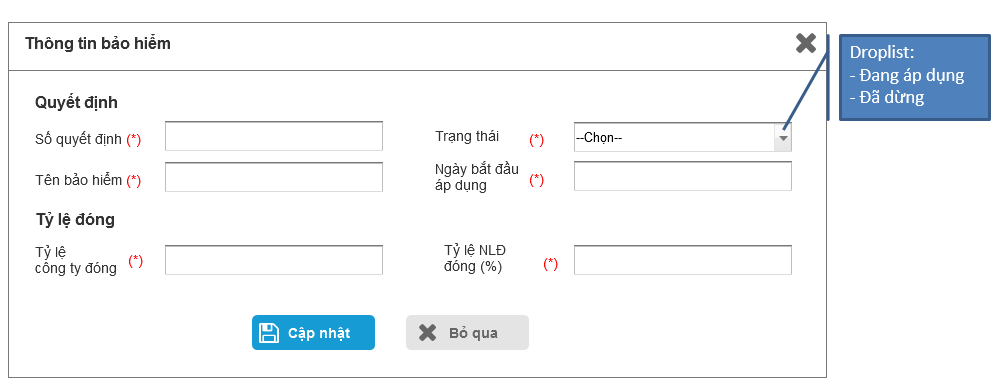 Thông tin bảo hiểm
Droplist:
- Đang áp dụng
- Đã dừng
Quyết định
Số quyết định (*)
Trạng thái (*)
--Chọn--
Tên bảo hiểm (*)
Ngày bắt đầu
áp dụng (*)
Tỷ lệ đóng
Tỷ lệ
công ty đóng (*)
Tỷ lệ NLĐ
đóng (%) (*)
Cập nhật
Bỏ qua